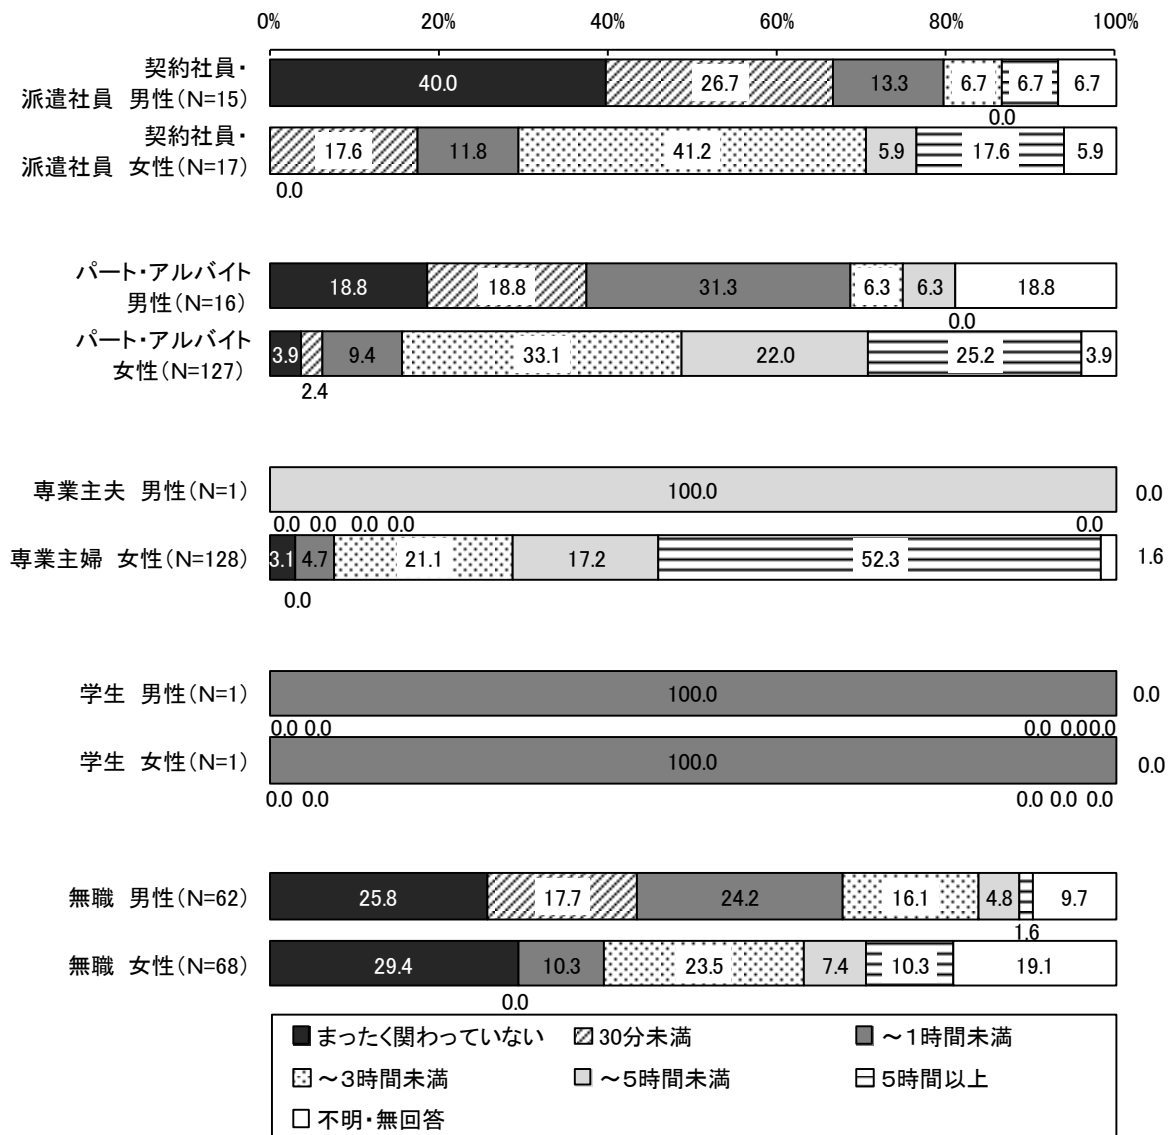 0% 20% 40% 60% 80% 100%
契約社員・
派遣社員 男性(N=15)
40.0 26.7 13.3 6.7 6.7 6.7
0.0
契約社員・
派遣社員 女性(N=17)
17.6 11.8 41.2 5.9 17.6 5.9
0.0
パート・アルバイト
男性(N=16)
18.8 18.8 31.3 6.3 6.3 18.8
0.0
パート・アルバイト
女性(N=127)
3.9 9.4 33.1 22.0 25.2 3.9
2.4
専業主夫 男性(N=1) 100.0 0.0
0.0 0.0 0.0 0.0 0.0
専業主婦 女性(N=128) 3.1 4.7 21.1 17.2 52.3 1.6
0.0
学生 男性(N=1) 100.0 0.0
0.0 0.0 0.0 0.0 0.0
学生 女性(N=1) 100.0 0.0
0.0 0.0 0.0 0.0 0.0
無職 男性(N=62) 25.8 17.7 24.2 16.1 4.8 9.7
1.6
無職 女性(N=68) 29.4 10.3 23.5 7.4 10.3 19.1
0.0
まったく関わっていない 30分未満 ～1時間未満
～3時間未満 ～5時間未満 5時間以上
不明・無回答